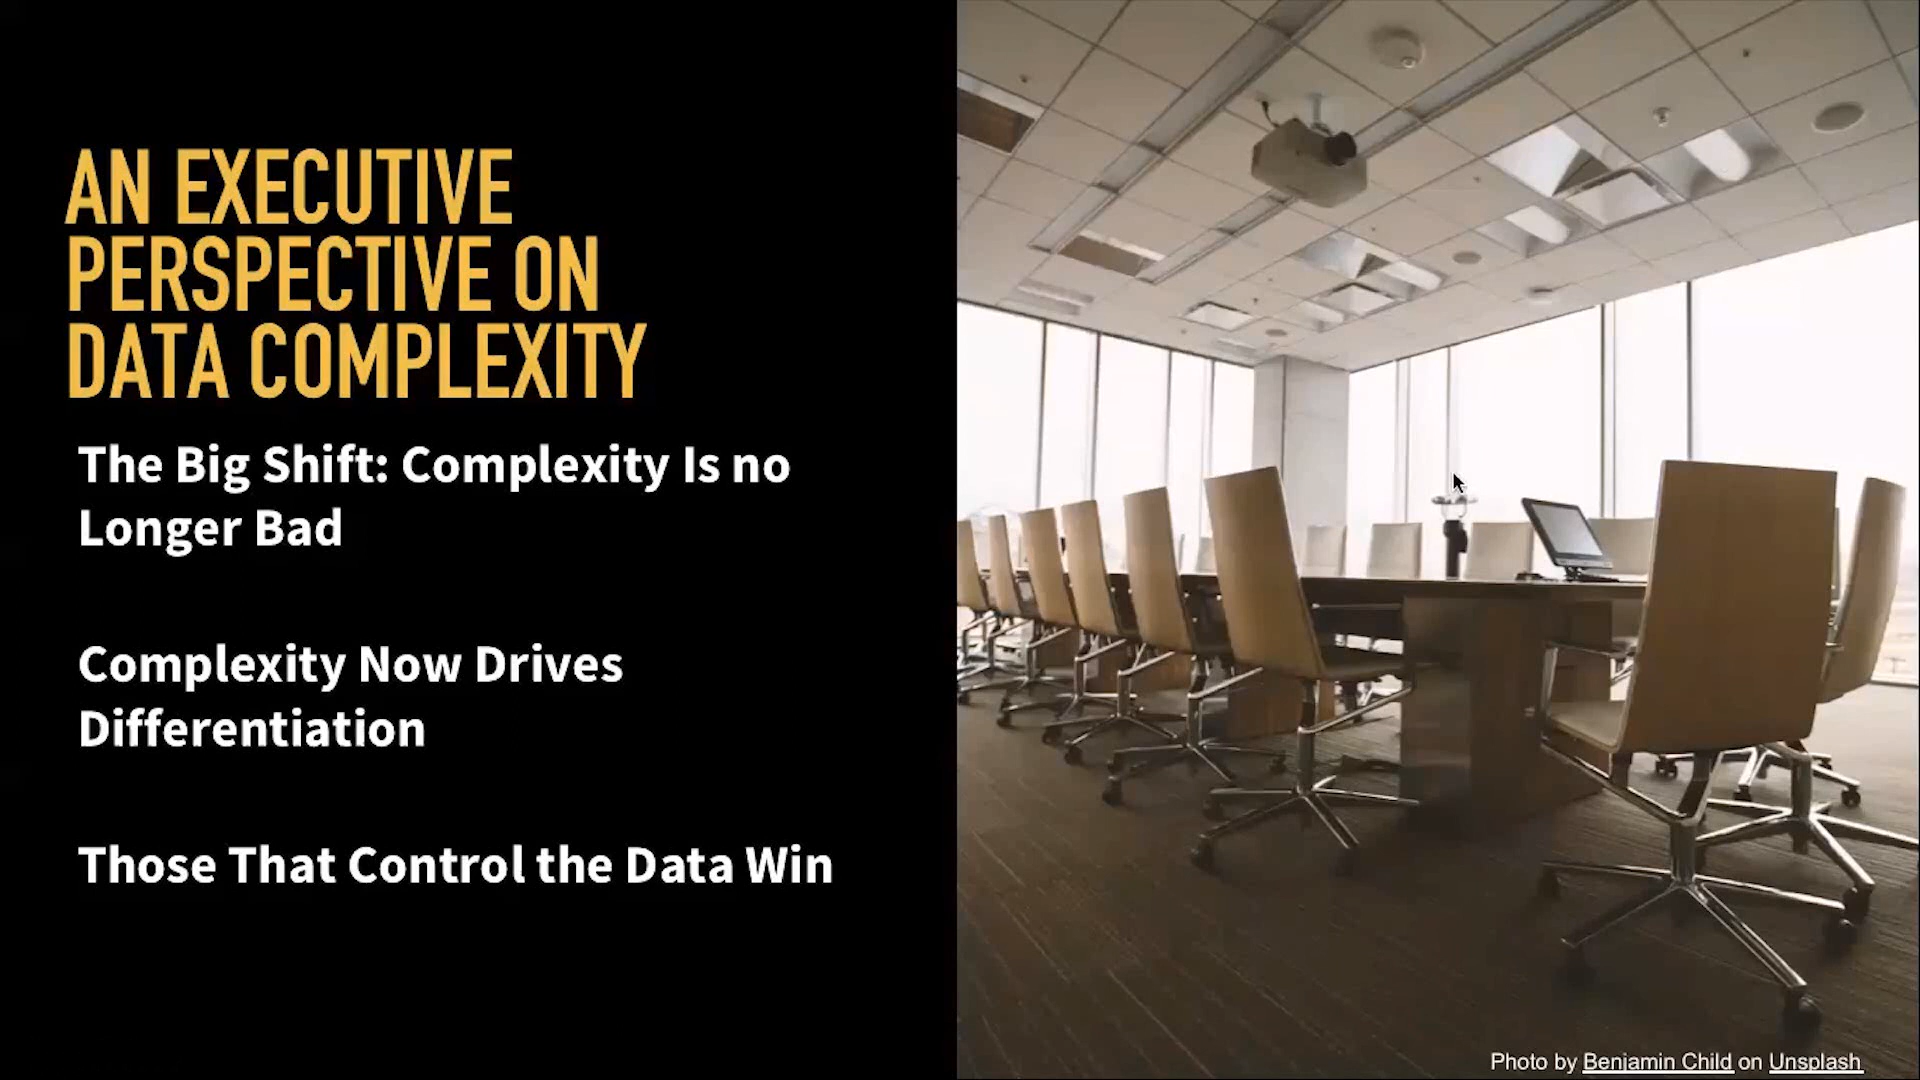 AN EXECUTIVE
PERSPECTIVE ON
DATA COMPLEXITY
The Big Shift: Complexity Is no
Longer Bad
Complexity Now Drives
Differentiation
Those That Control the Data Win
Photo by Benjamin Child on Unsplash